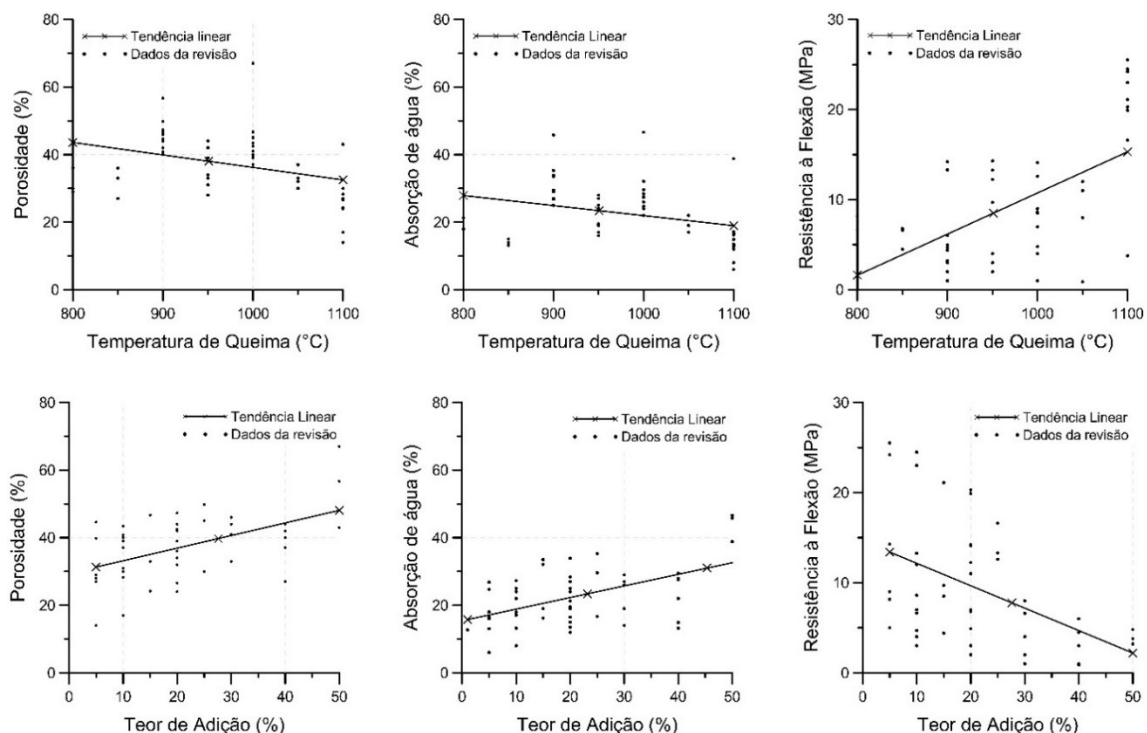 80
60
40
20
0
Porosidade (%)
Tendência linear
Dados da revisão
800
900
1000
1100
Temperatura de Queima (°C)
80
60
40
20
0
Absorção de água (%)
Tendência Linear
Dados da revisão
800
900
1000
1100
Temperatura de Queima (°C)
30
20
10
0
Resistência à Flexão (MPa)
Tendência Linear
Dados da revisão
800
900
1000
1100
Temperatura de Queima (°C)
80
60
40
20
0
Porosidade (%)
Tendência Linear
Dados da revisão
0
10
20
30
40
50
Teor de Adição (%)
80
60
40
20
0
Absorção de água (%)
Tendência Linear
Dados da revisão
0
10
20
30
40
50
Teor de Adição (%)
30
20
10
0
Resistência à Flexão (MPa)
Tendência Linear
Dados da revisão
0
10
20
30
40
50
Teor de Adição (%)